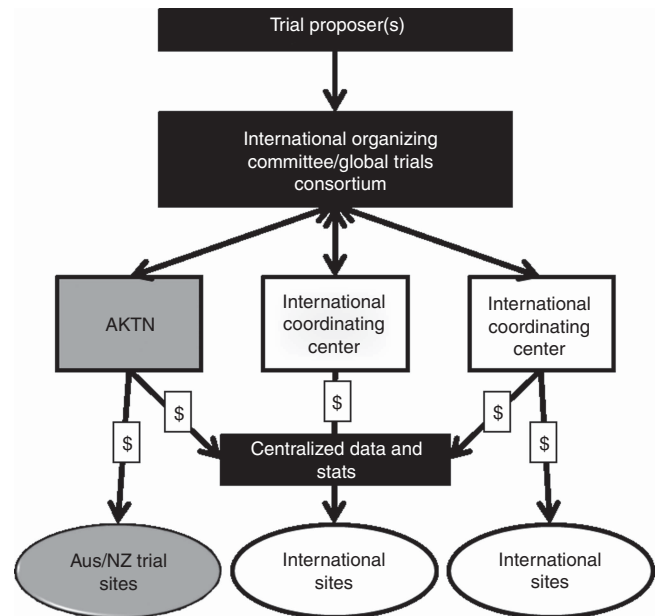 Trial proposer(s)
International organizing
committee/global trials
consortium
AKTN
International
coordinating
center
International
coordinating
center
$
$
$
$
$
Centralized data and
stats
Aus/NZ trial
sites
International
sites
International
sites